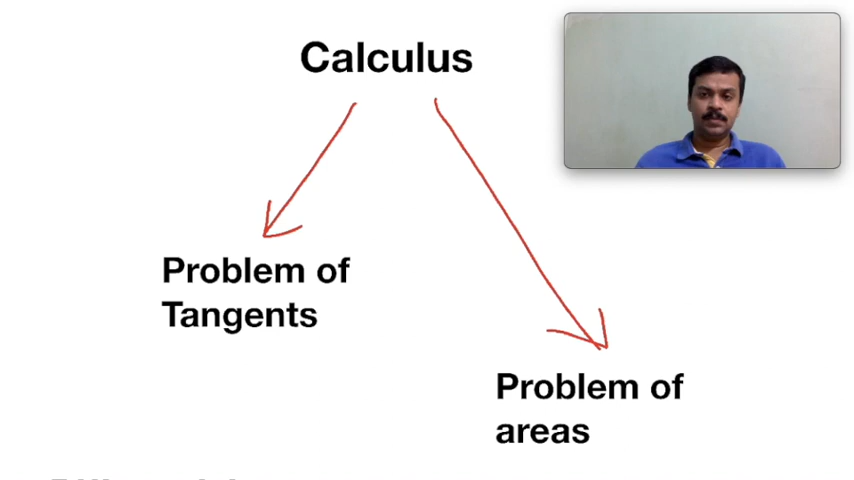 Calculus
Problem of
Tangents
Problem of
areas